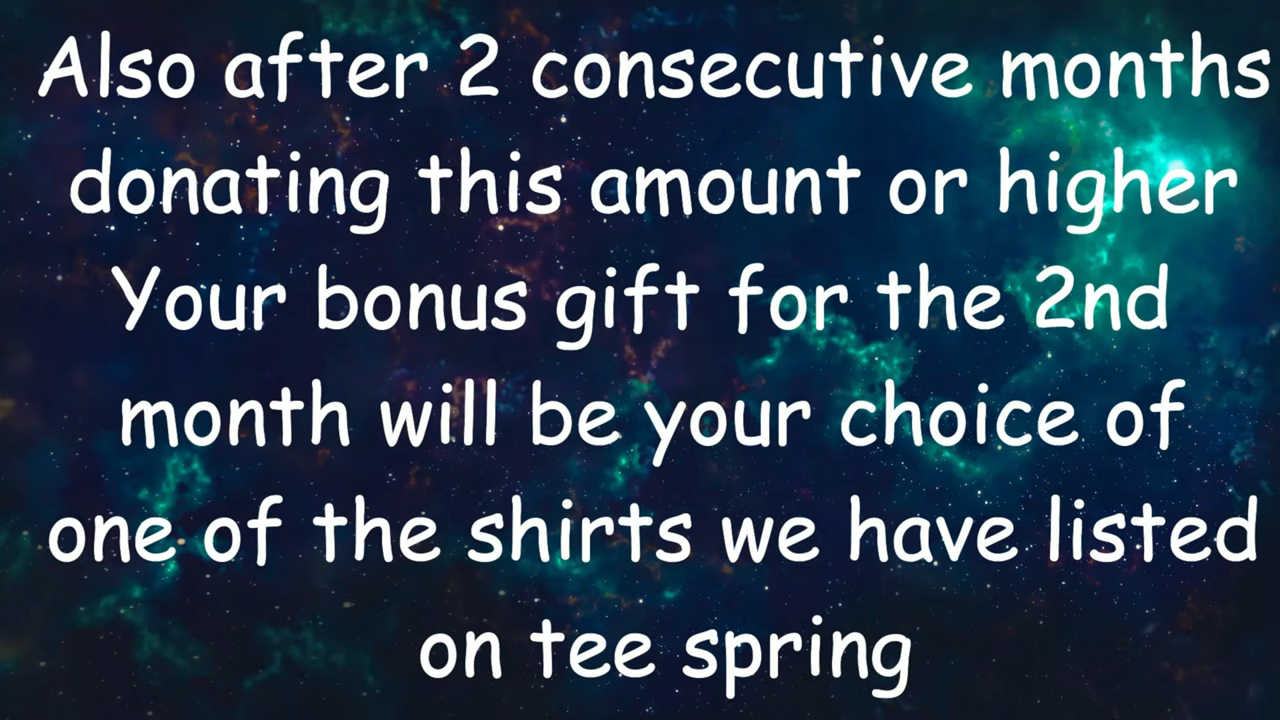 Also after 2 consecutive months
donating this amount or higher
Your bonus gift for the 2nd
month will be your choice of
one of the shirts we have listed
on tee spring